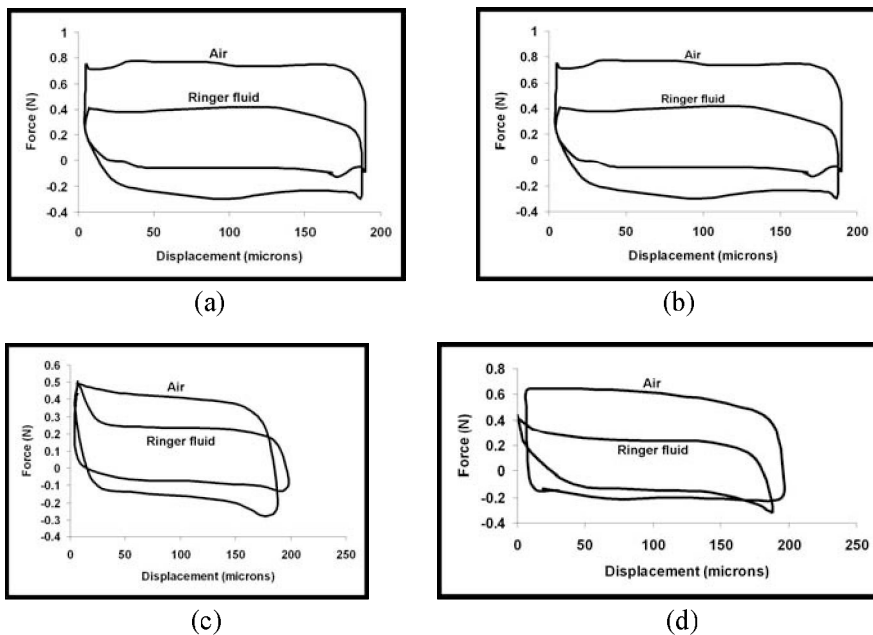 1
0.8
0.6
0.4
0.2
0
-0.2
-0.4
Force (N)
Air
Ringer fluid
0 50 100 150 200
Displacement (microns)
(a)
1
0.8
0.6
0.4
0.2
0
-0.2
-0.4
Force (N)
Air
Ringer fluid
0 50 100 150 200
Displacement (microns)
(b)
0.6
0.5
0.4
0.3
0.2
0.1
0
-0.1
-0.2
-0.3
Force (N)
Air
Ringer fluid
0 50 100 150 200 250
Displacement (microns)
(c)
0.8
0.6
0.4
0.2
0
-0.2
-0.4
Force (N)
Air
Ringer fluid
0 50 100 150 200 250
Displacement (microns)
(d)